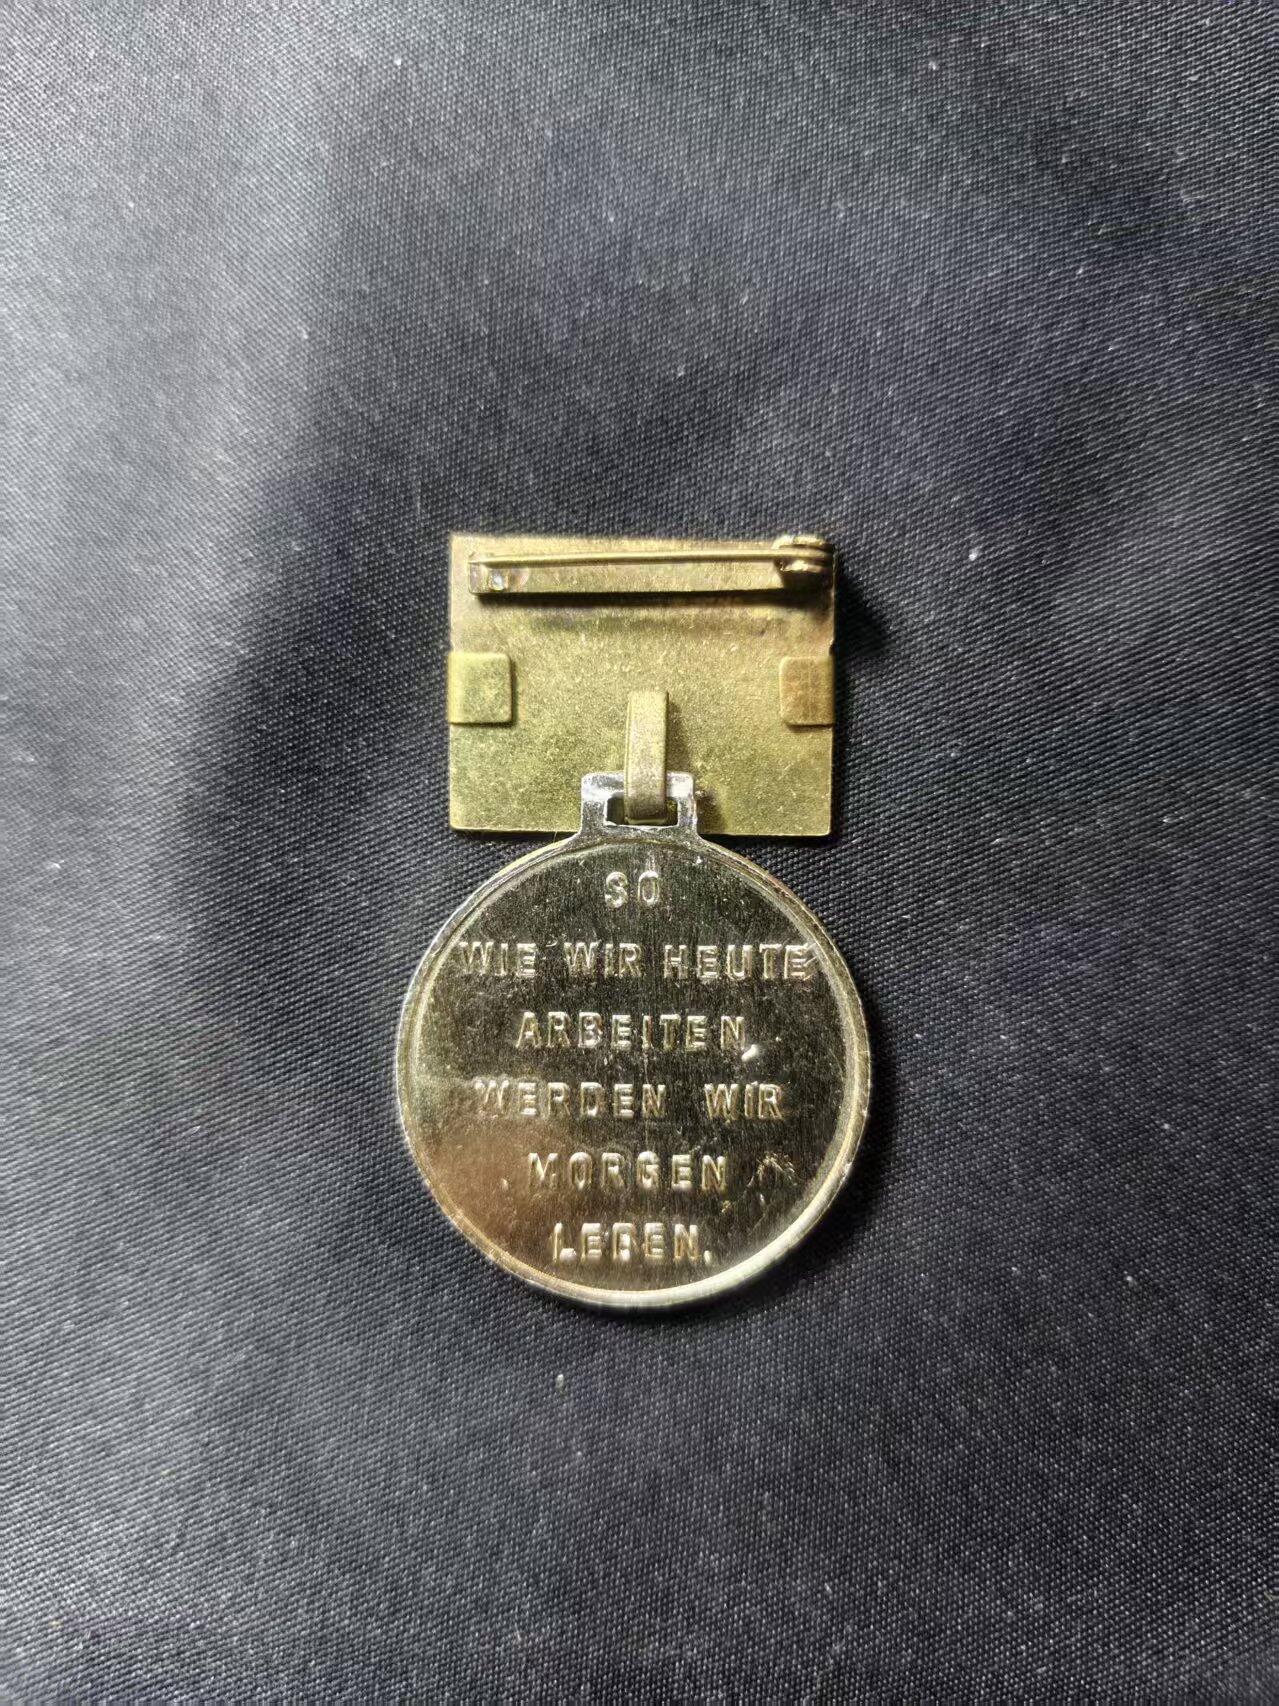 SO
WIE WIR HEUTE
ARBEITEN,
WERDEN WIR
MORGEN
LEBEN.